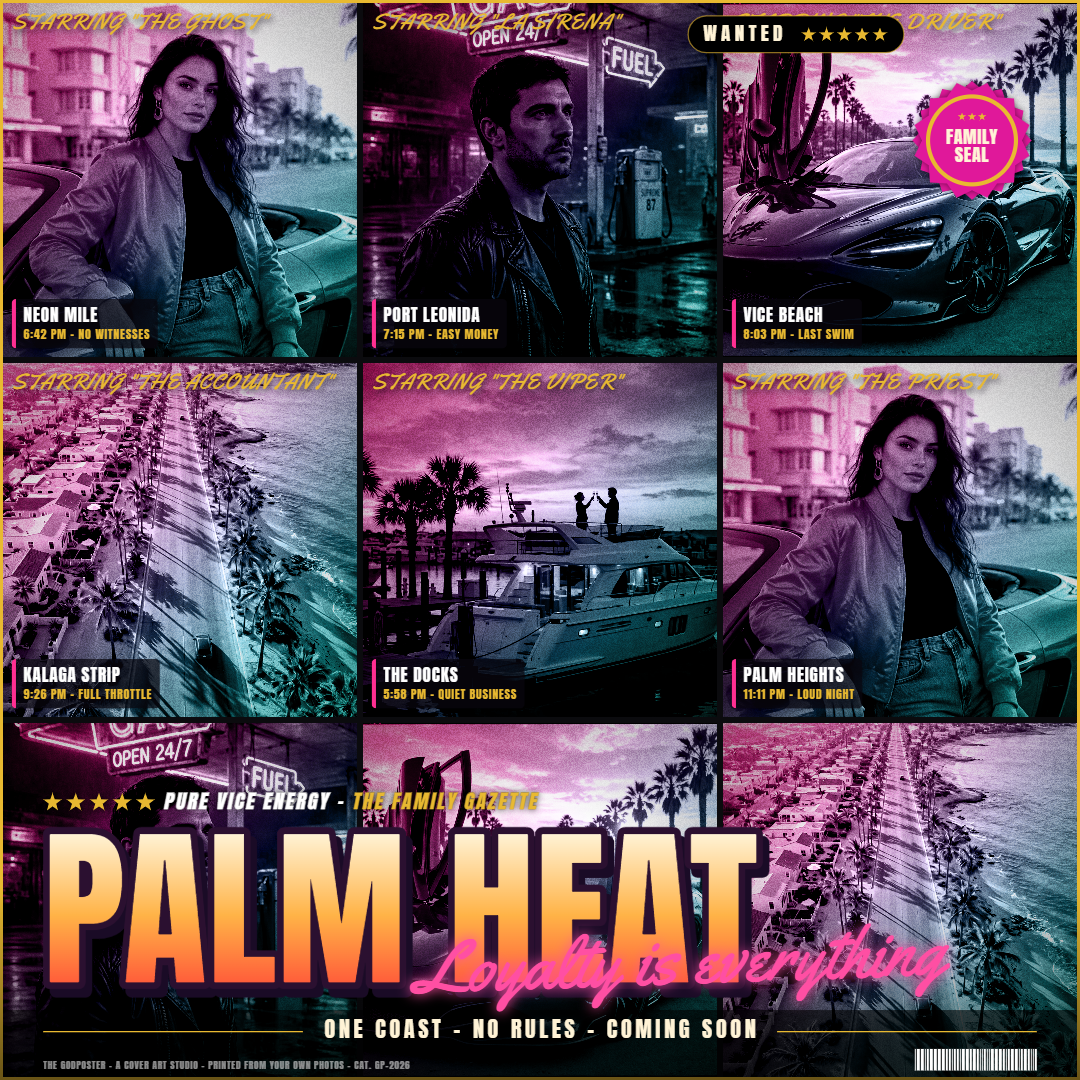 STARRING "THE GHOST"
STARRING "LA SIRENA"
WANTED ★★★★★
DRIVER"
OPEN 24/7
FUEL
SUPREME
87
★★★
FAMILY
SEAL
NEON MILE
6:42 PM - NO WITNESSES
PORT LEONIDA
7:15 PM - EASY MONEY
VICE BEACH
8:03 PM - LAST SWIM
STARRING "THE ACCOUNTANT"
STARRING "THE VIPER"
STARRING "THE PRIEST"
KALAGA STRIP
9:26 PM - FULL THROTTLE
THE DOCKS
5:58 PM - QUIET BUSINESS
PALM HEIGHTS
11:11 PM - LOUD NIGHT
OPEN 24/7
FUEL
★★★★★ PURE VICE ENERGY - THE FAMILY GAZETTE
PALM HEAT
Loyalty is everything
ONE COAST - NO RULES - COMING SOON
THE GODPOSTER - A COVER ART STUDIO - PRINTED FROM YOUR OWN PHOTOS - CAT. GP-2026